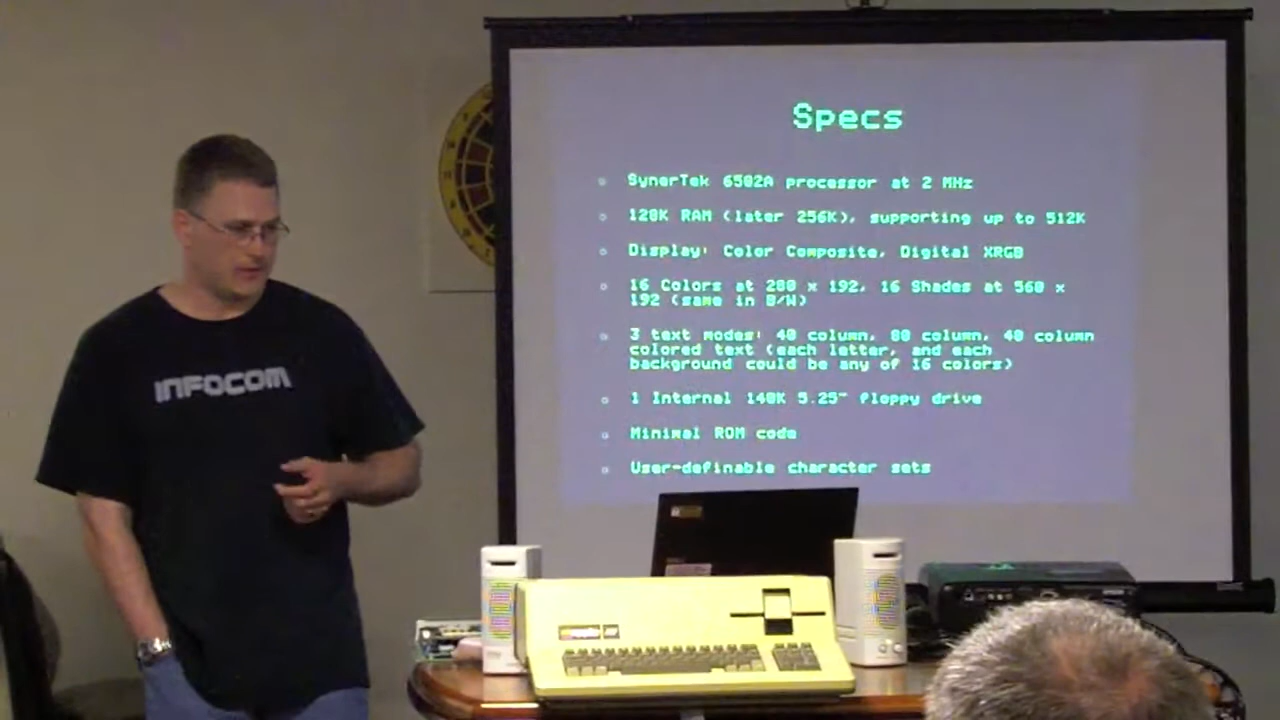 Specs
SynerTek 6502A processor at 2 MHz
128K RAM (later 256K), supporting up to 512K
Display: Color Composite, Digital XRGB
16 Colors at 280 x 192, 16 Shades at 560 x
192 (same in B/W)
3 text modes: 40 column, 80 column, 40 column
colored text (each letter, and each
background could be any of 16 colors)
1 Internal 140K 5.25" floppy drive
Minimal ROM code
User-definable character sets
INFOCOM